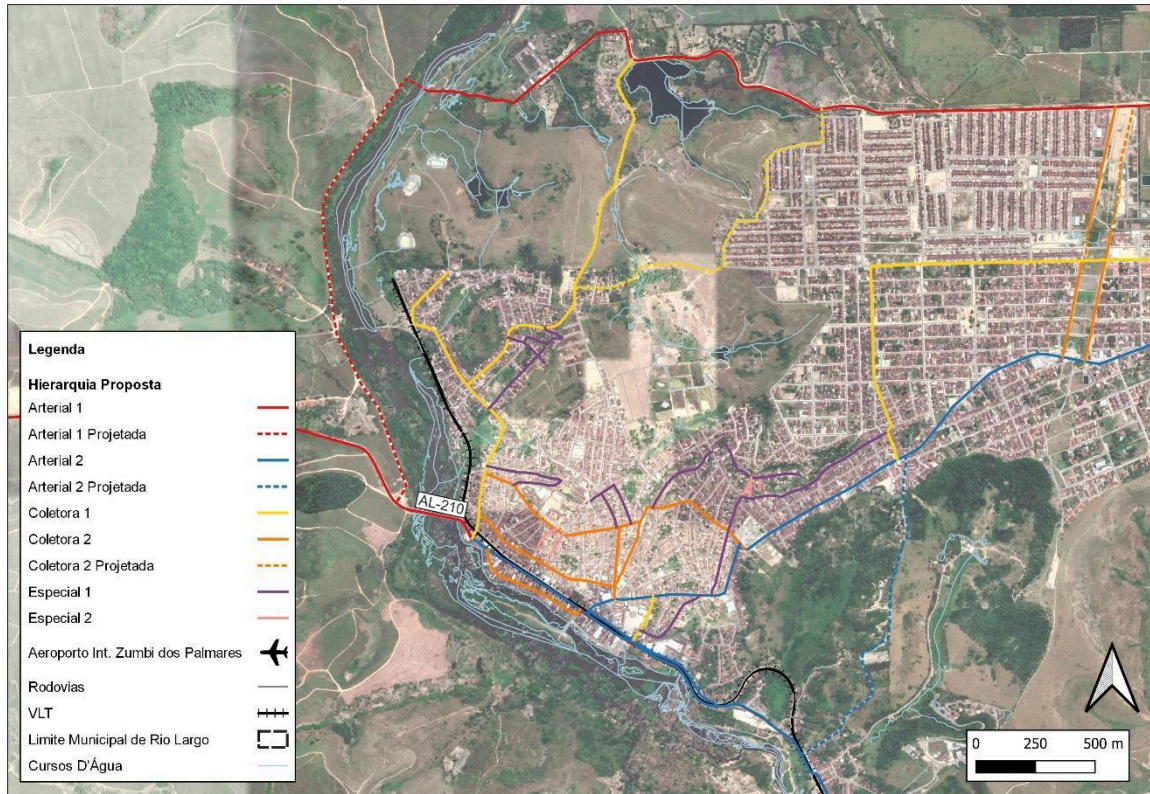 AL-210
Legenda
Hierarquia Proposta
Arterial 1
Arterial 1 Projetada
Arterial 2
Arterial 2 Projetada
Coletora 1
Coletora 2
Coletora 2 Projetada
Especial 1
Especial 2
Aeroporto Int. Zumbi dos Palmares
Rodovias
VLT
Limite Municipal de Rio Largo
Cursos D'Água
0 250 500 m